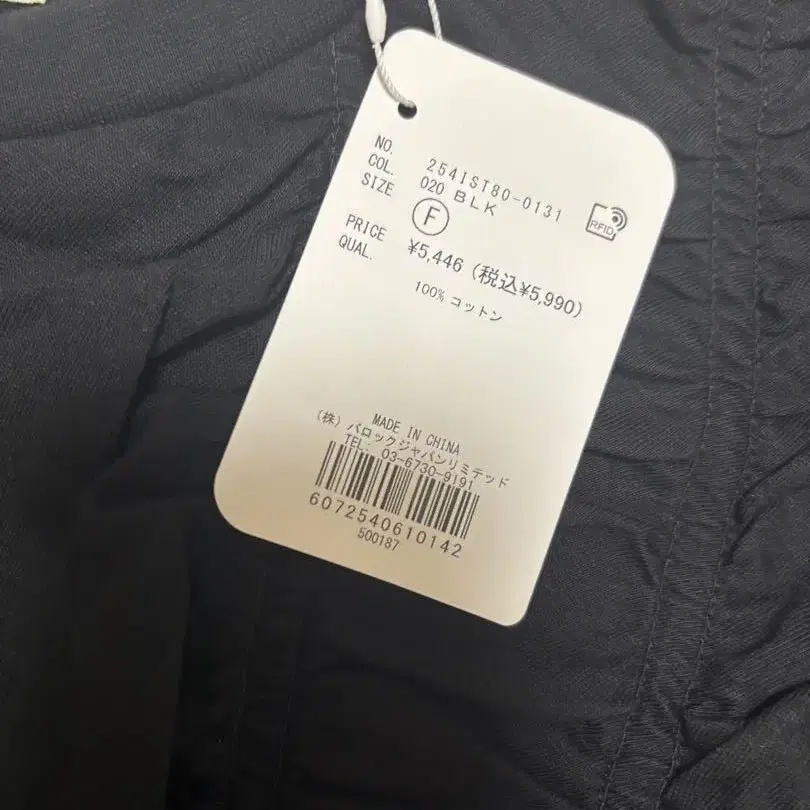 NO. 254IST80-0131
COL. 020 BLK
SIZE Ⓕ
RFID
PRICE ¥5,446 (税込¥5,990)
QUAL.
100% コットン
MADE IN CHINA
(株) バロックジャパンリミテッド
TEL: 03-6730-9191
6072540610142
500187